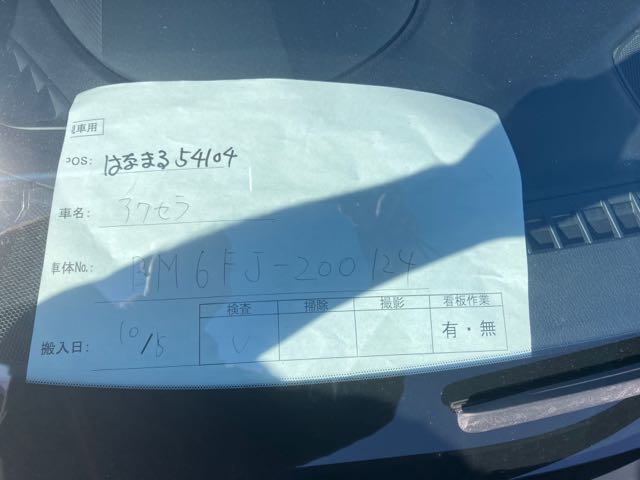 車用
POS: はなまる54104
車名: アクセラ
車体No.: BM6FJ-200124
検査 掃除 撮影 看板作業
搬入日: 10/5 V 有・無